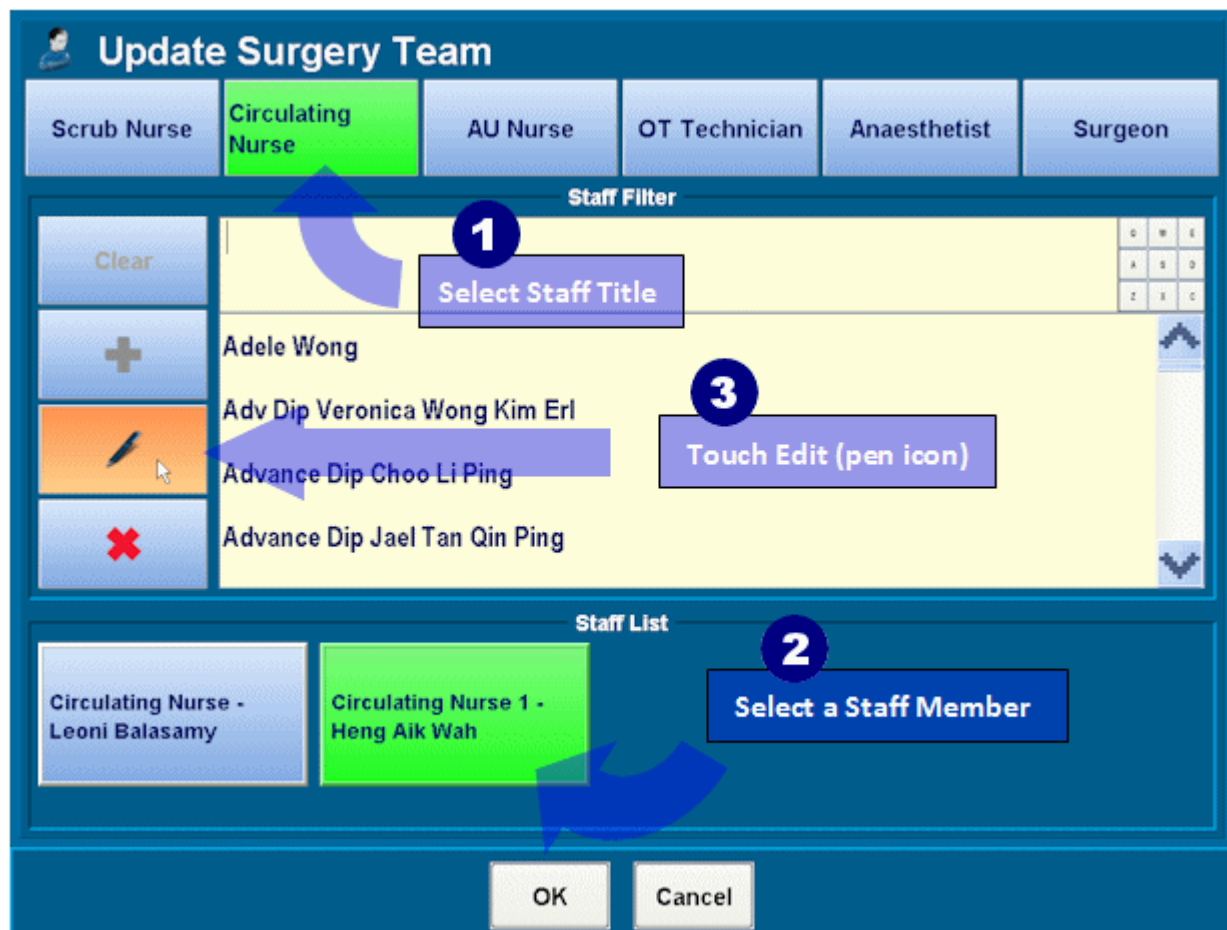 Update Surgery Team
Scrub Nurse
Circulating
Nurse
AU Nurse
OT Technician
Anaesthetist
Surgeon
Staff Filter
Clear
1
Select Staff Title
Q W E
A S D
Z X C
Adele Wong
Adv Dip Veronica Wong Kim Erl
3
Touch Edit (pen icon)
Advance Dip Choo Li Ping
Advance Dip Jael Tan Qin Ping
Staff List
Circulating Nurse -
Leoni Balasamy
Circulating Nurse 1 -
Heng Aik Wah
2
Select a Staff Member
OK
Cancel